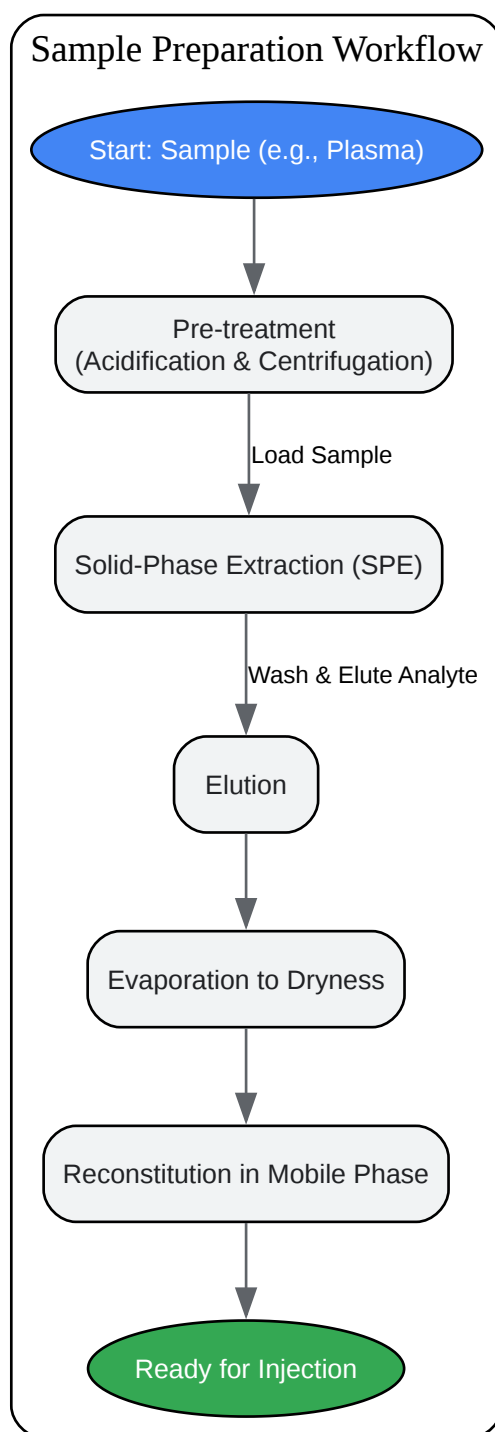 Sample Preparation Workflow
Start: Sample (e.g., Plasma)
Pre-treatment
(Acidification & Centrifugation)
Load Sample
Solid-Phase Extraction (SPE)
Wash & Elute Analyte
Elution
Evaporation to Dryness
Reconstitution in Mobile Phase
Ready for Injection